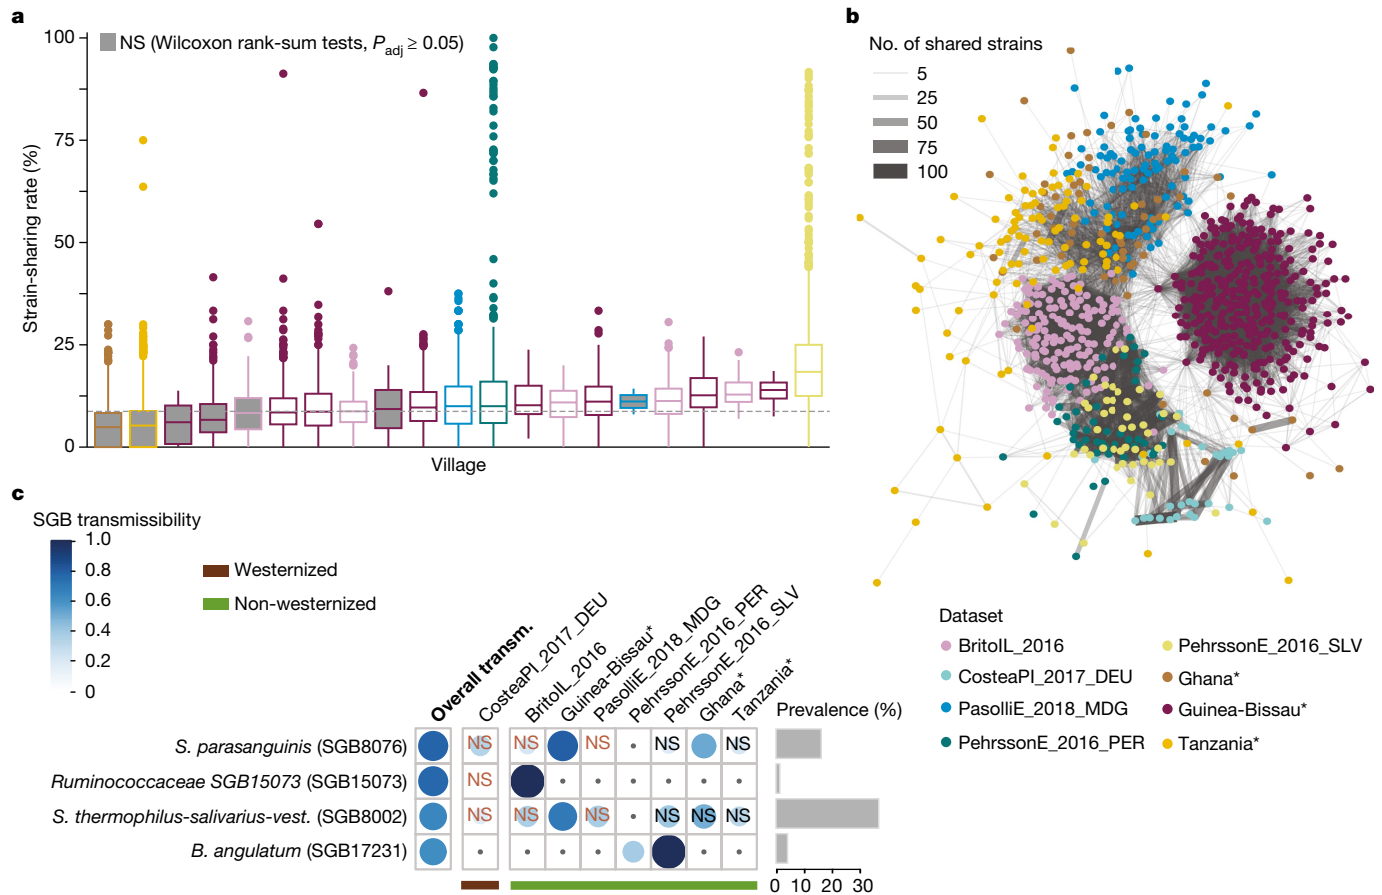 a
NS (Wilcoxon rank-sum tests, Padj ≥ 0.05)
100
75
50
25
0
Strain-sharing rate (%)
Village
b
No. of shared strains
5
25
50
75
100
Dataset
BritoIL_2016
CosteaPI_2017_DEU
PasolliE_2018_MDG
PehrssonE_2016_PER
PehrssonE_2016_SLV
Ghana*
Guinea-Bissau*
Tanzania*
c
SGB transmissibility
1.0
0.8
0.6
0.4
0.2
0
Westernized
Non-westernized
Overall transm.
CosteaPI_2017_DEU
BritoIL_2016
Guinea-Bissau*
PasolliE_2018_MDG
PehrssonE_2016_PER
PehrssonE_2016_SLV
Ghana*
Tanzania*
Prevalence (%)
S. parasanguinis (SGB8076) NS NS NS NS NS
Ruminococcaceae SGB15073 (SGB15073) NS
S. thermophilus-salivarius-vest. (SGB8002) NS NS NS NS NS NS
B. angulatum (SGB17231)
0 10 20 30